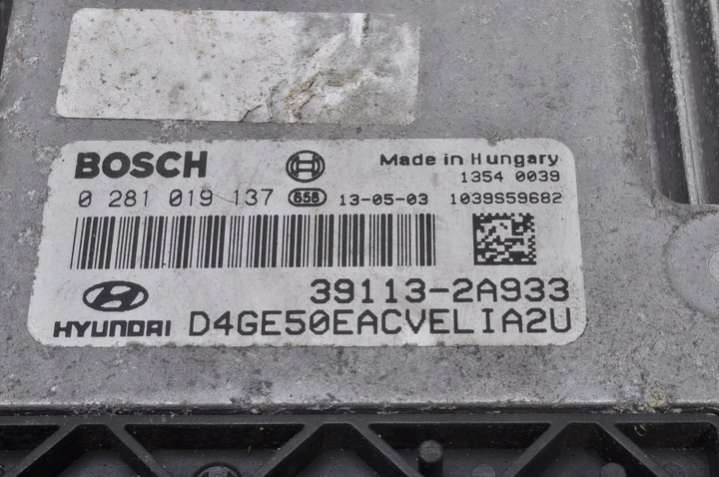 BOSCH Made in Hungary
1354 0039
0 281 019 137 658 13-05-03 1039S59682
39113-2A933
HYUNDAI D4GE50EACVELIA2U